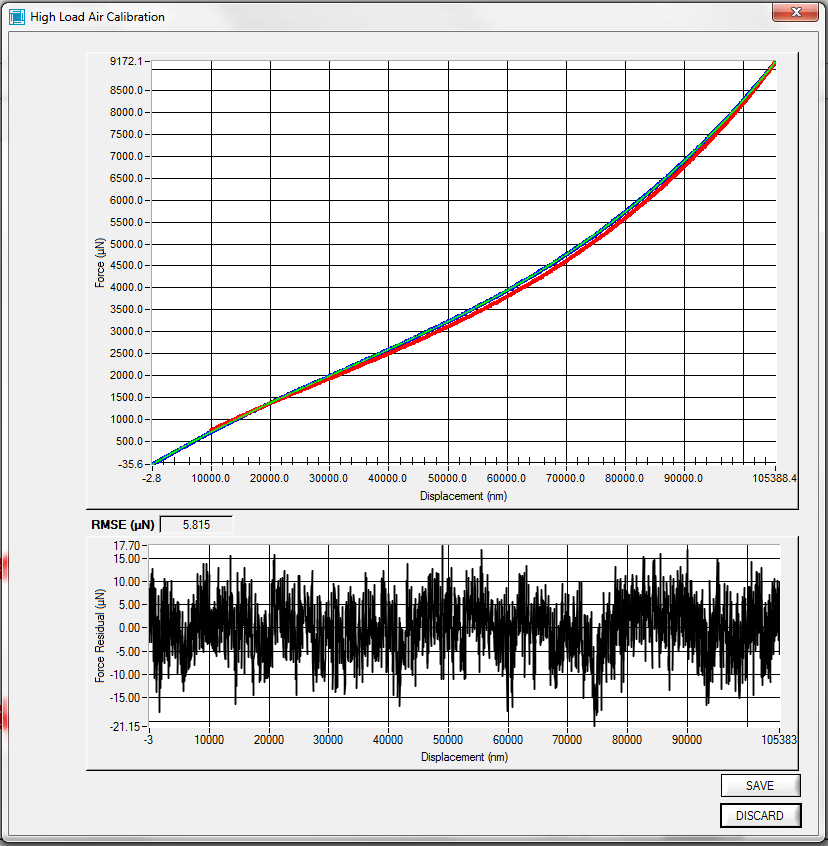 High Load Air Calibration
9172.1
8500.0
8000.0
7500.0
7000.0
6500.0
6000.0
5500.0
5000.0
4500.0
4000.0
3500.0
3000.0
2500.0
2000.0
1500.0
1000.0
500.0
-35.6
Force (µN)
-2.8 10000.0 20000.0 30000.0 40000.0 50000.0 60000.0 70000.0 80000.0 90000.0 105388.4
Displacement (nm)
RMSE (µN) 5.815
17.70
15.00
10.00
5.00
0.00
-5.00
-10.00
-15.00
-21.15
Force Residual (µN)
-3 10000 20000 30000 40000 50000 60000 70000 80000 90000 105383
Displacement (nm)
SAVE
DISCARD